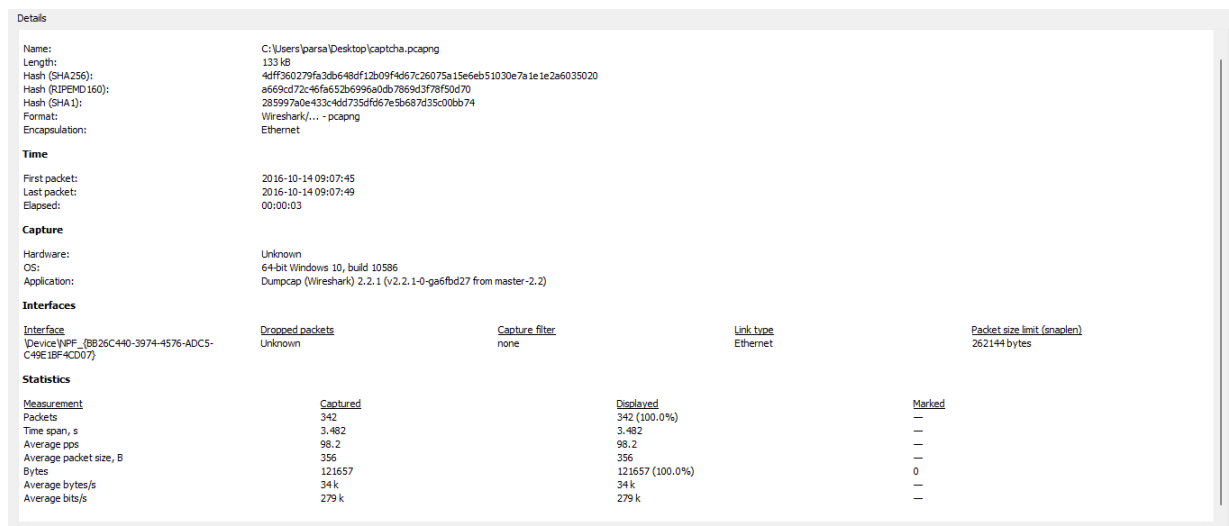 Details
Name: C:\Users\parsa\Desktop\captcha.pcapng
Length: 133 kB
Hash (SHA256): 4dff360279fa3db648df12b09f4d67c26075a15e6eb51030e7a1e1e2a6035020
Hash (RIPEMD160): a669cd72c46fa652b6996a0db7869d3f78f50d70
Hash (SHA1): 285997a0e433c4dd735dfd67e5b687d35c00bb74
Format: Wireshark/... - pcapng
Encapsulation: Ethernet
Time
First packet: 2016-10-14 09:07:45
Last packet: 2016-10-14 09:07:49
Elapsed: 00:00:03
Capture
Hardware: Unknown
OS: 64-bit Windows 10, build 10586
Application: Dumpcap (Wireshark) 2.2.1 (v2.2.1-0-ga6fbd27 from master-2.2)
Interfaces
Interface Dropped packets Capture filter Link type Packet size limit (snaplen)
\Device\NPF_{BB26C440-3974-4576-ADC5- Unknown none Ethernet 262144 bytes
C49E1BF4CD07}
Statistics
Measurement Captured Displayed Marked
Packets 342 342 (100.0%) —
Time span, s 3.482 3.482 —
Average pps 98.2 98.2 —
Average packet size, B 356 356 —
Bytes 121657 121657 (100.0%) 0
Average bytes/s 34 k 34 k —
Average bits/s 279 k 279 k —